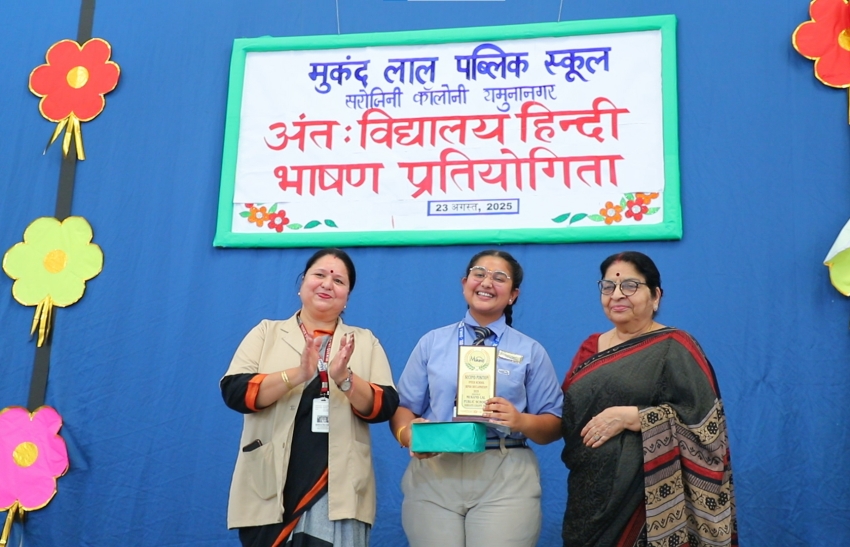 मुकंद लाल पब्लिक स्कूल
सरोजिनी कॉलोनी यमुनानगर
अंतः विद्यालय हिन्दी
भाषण प्रतियोगिता
23 अगस्त, 2025